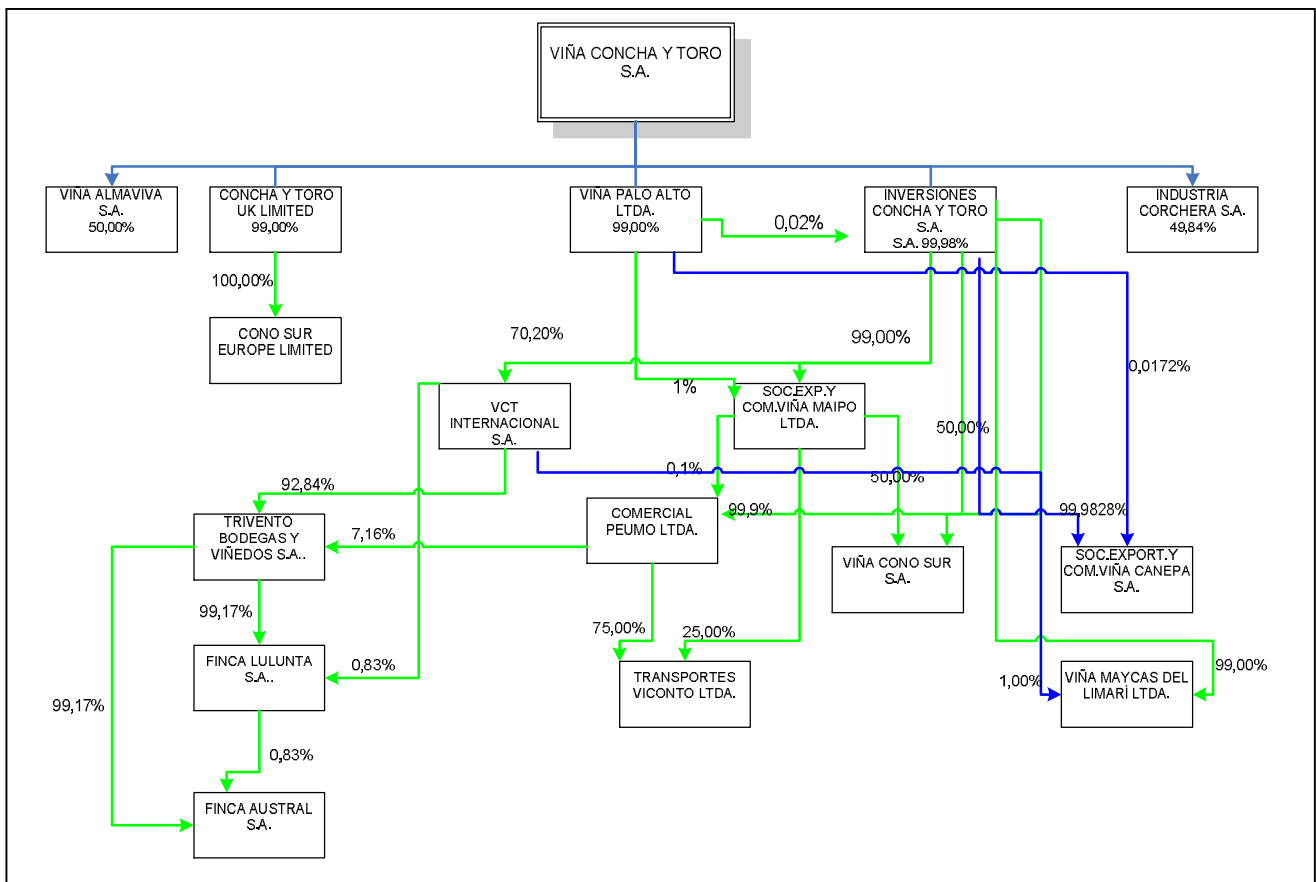 VIÑA CONCHA Y TORO
S.A.
VIÑA ALMAVIVA
S.A.
50,00%
CONCHA Y TORO
UK LIMITED
99,00%
VIÑA PALO ALTO
LTDA.
99,00%
0,02%
INVERSIONES
CONCHA Y TORO
S.A.
S.A. 99,98%
INDUSTRIA
CORCHERA S.A.
49,84%
100,00%
CONO SUR
EUROPE LIMITED
70,20%
99,00%
0,0172%
1%
VCT
INTERNACIONAL
S.A.
SOC.EXP.Y
COM.VIÑA MAIPO
LTDA.
50,00%
0,1%
50,00%
92,84%
TRIVENTO
BODEGAS Y
VIÑEDOS S.A..
7,16%
COMERCIAL
PEUMO LTDA.
99,9%
99,9828%
VIÑA CONO SUR
S.A.
SOC.EXPORT.Y
COM.VIÑA CANEPA
S.A.
99,17%
75,00%
25,00%
FINCA LULUNTA
S.A..
0,83%
TRANSPORTES
VICONTO LTDA.
1,00%
VIÑA MAYCAS DEL
LIMARÌ LTDA.
99,00%
99,17%
0,83%
FINCA AUSTRAL
S.A.